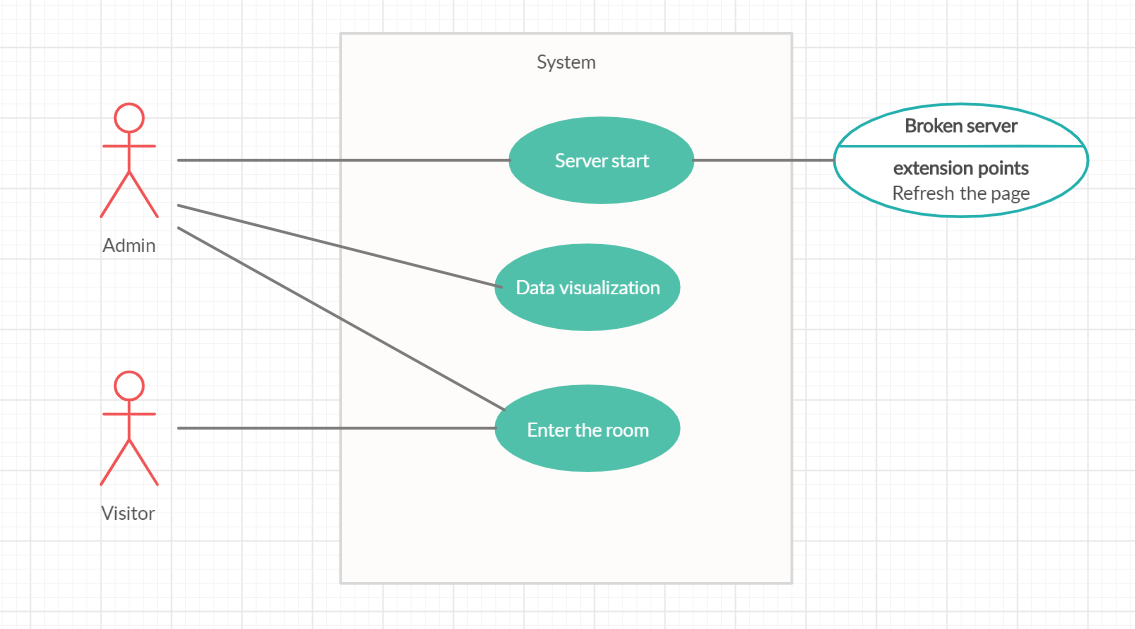 System
Admin
Server start
Broken server
extension points
Refresh the page
Data visualization
Enter the room
Visitor